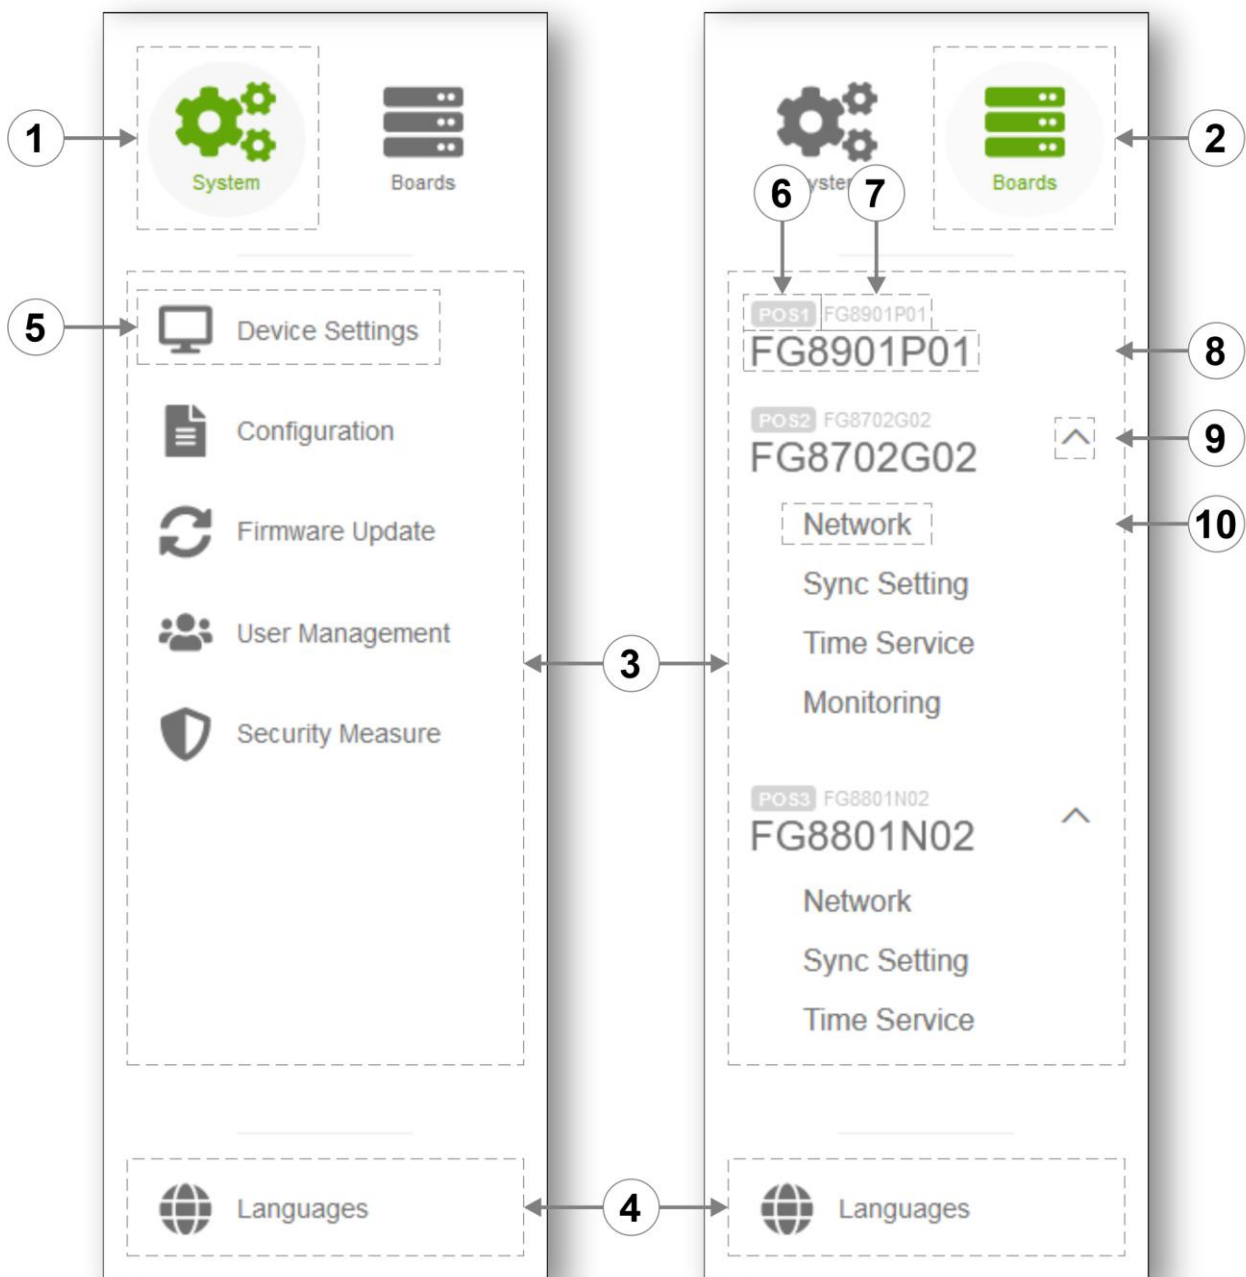 1
System
Boards
5
Device Settings
Configuration
Firmware Update
User Management
Security Measure
3
4
Languages
ystem
Boards
2
6
7
POS1 FG8901P01
FG8901P01
8
POS2 FG8702G02
FG8702G02
9
Network
10
Sync Setting
Time Service
Monitoring
POS3 FG8801N02
FG8801N02
Network
Sync Setting
Time Service
Languages